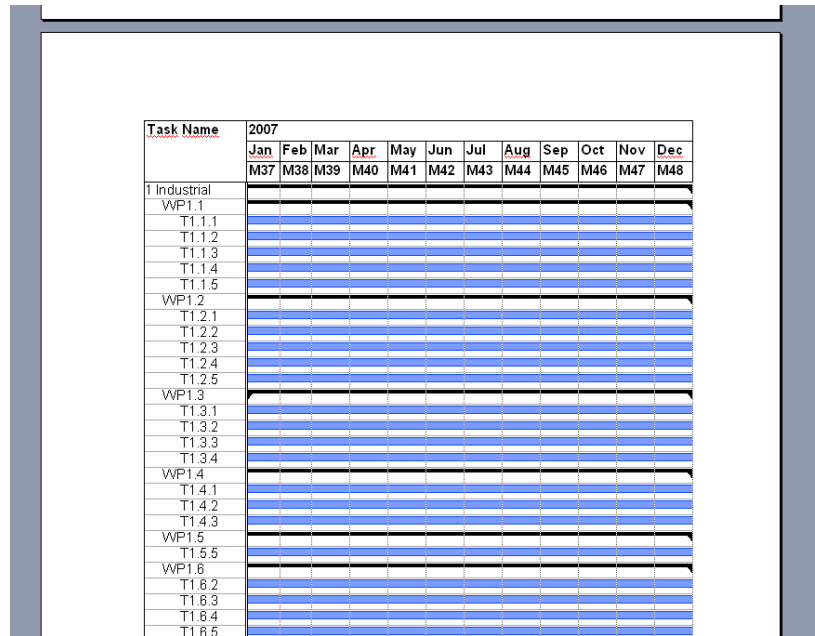 Task Name 2007
Jan Feb Mar Apr May Jun Jul Aug Sep Oct Nov Dec
M37 M38 M39 M40 M41 M42 M43 M44 M45 M46 M47 M48
1 Industrial
WP1.1
T1.1.1
T1.1.2
T1.1.3
T1.1.4
T1.1.5
WP1.2
T1.2.1
T1.2.2
T1.2.3
T1.2.4
T1.2.5
WP1.3
T1.3.1
T1.3.2
T1.3.3
T1.3.4
WP1.4
T1.4.1
T1.4.2
T1.4.3
WP1.5
T1.5.5
WP1.6
T1.6.2
T1.6.3
T1.6.4
T1.6.5